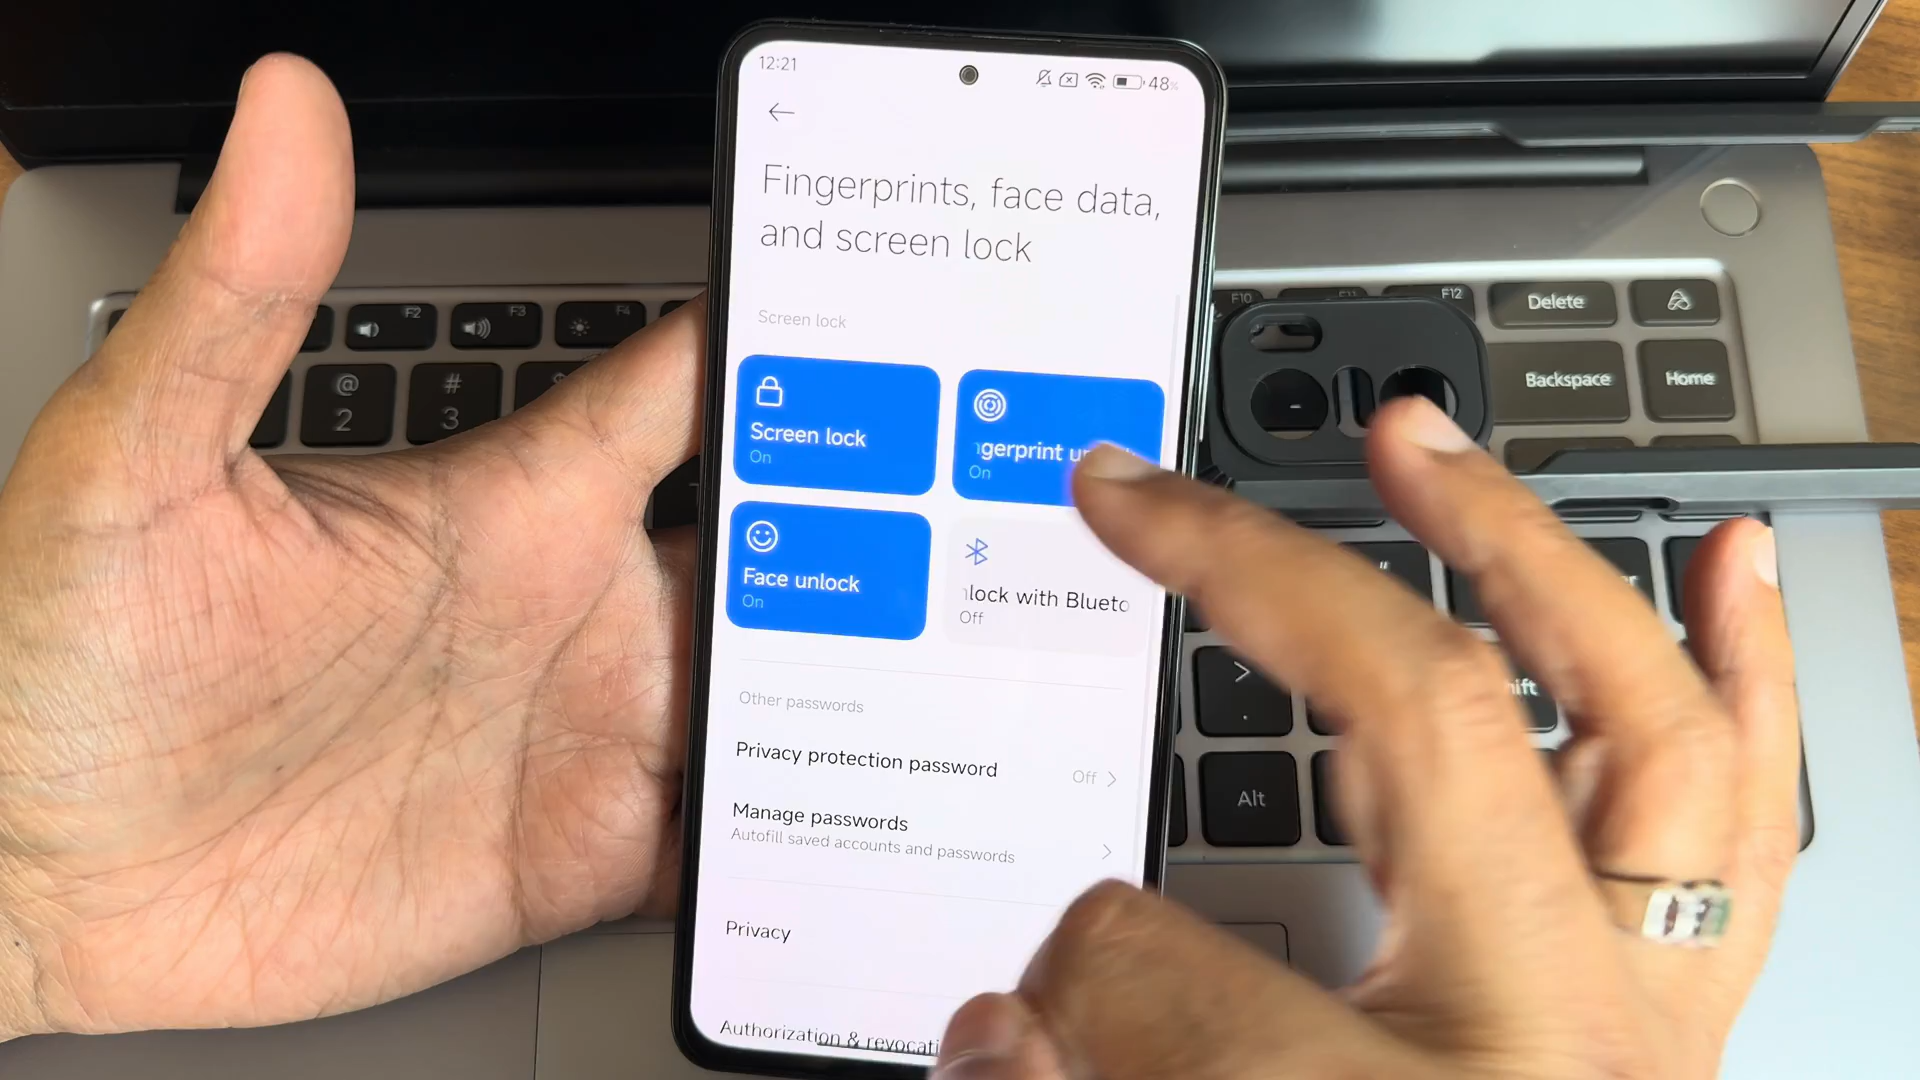 12:21
48%
Fingerprints, face data,
and screen lock
Screen lock
Screen lock
On
gerprint
On
Face unlock
On
lock with Blueto
Off
Other passwords
Privacy protection password
Off
Manage passwords
Autofill saved accounts and passwords
Privacy
Authorization & revocati
F2
F3
F4
F10
F11
F12
Delete
@
2
#
3
Backspace
Home
>
.
Alt